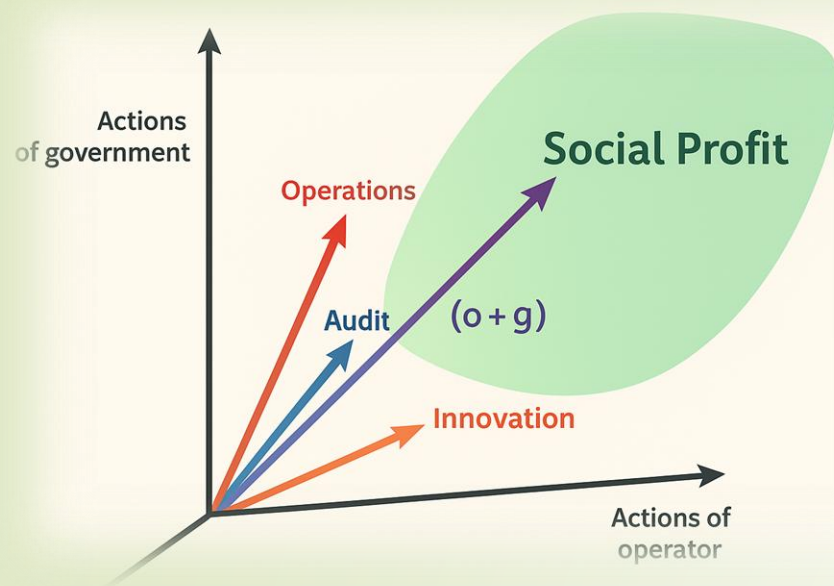 Actions
of government
Operations
Social Profit
Audit
(o + g)
Innovation
Actions of
operator